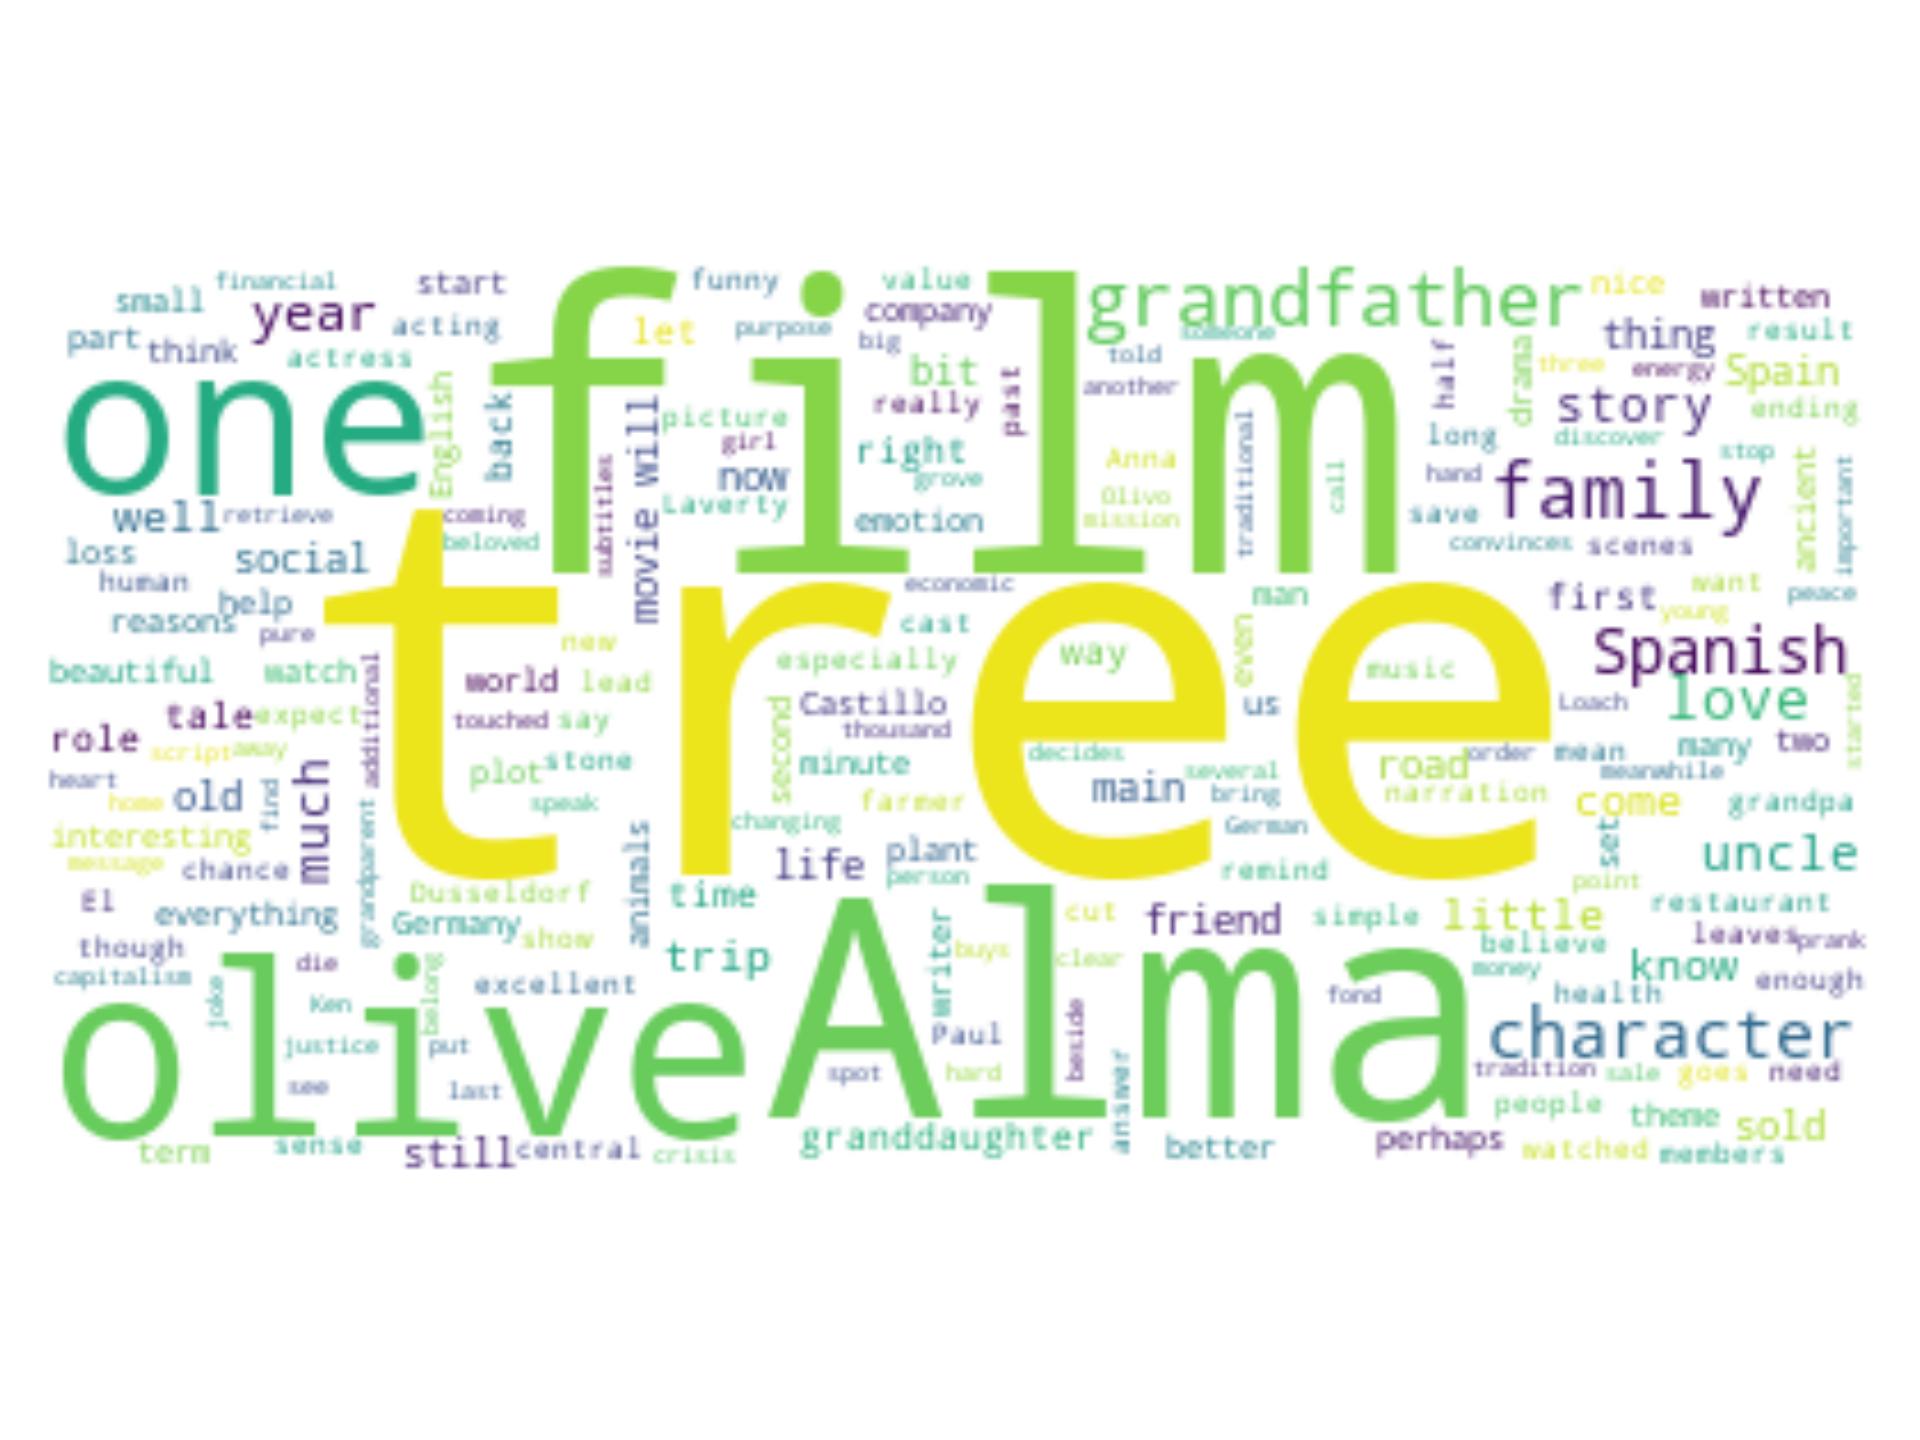 financial start funny value grandfather nice
small year acting let purpose company someone written
part think actress film big told thing result
one English back picture bit past another half drama three energy Spain
girl really story ending
movie will now right Anna traditional call long discover stop
subtitles Laverty grove Olivo hand family ancient important
well retrieve coming emotion mission save
loss social beloved convinces scenes
human help tree economic man first want peace
reasons pure new cast way even young Spanish
beautiful watch world lead especially music love started
tale expect additional touched say second Castillo us Loach
role script away thousand decides road order mean many two
heart plot stone minute main several meanwhile
home old find much speak farmer bring narration come grandpa
interesting changing German set
message chance grandparent animals life plant remind uncle
El Dusseldorf time person point
everything Germany show cut friend simple little restaurant
though trip writer buys believe leaves prank
capitalism die belong excellent clear money know enough
olive joke Ken Alma fond health
justice put Paul beside character
see last spot hard answer tradition sale goes need
people theme sold
term sense still central crisis granddaughter better perhaps watched members